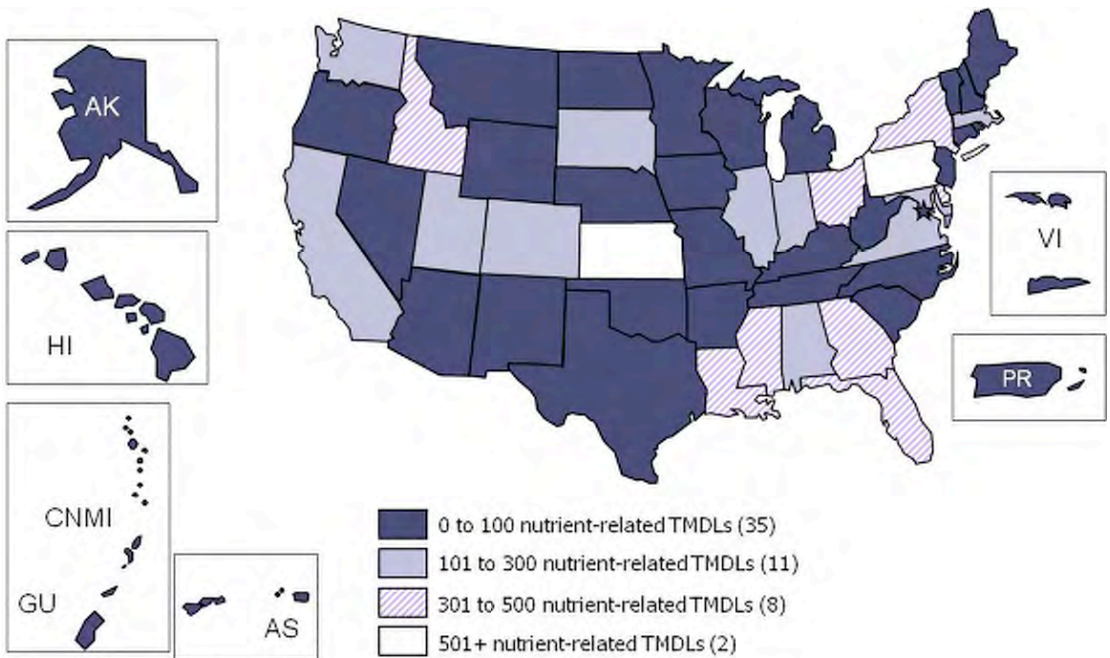 AK
HI
VI
PR
CNMI
GU
AS
0 to 100 nutrient-related TMDLs (35)
101 to 300 nutrient-related TMDLs (11)
301 to 500 nutrient-related TMDLs (8)
501+ nutrient-related TMDLs (2)